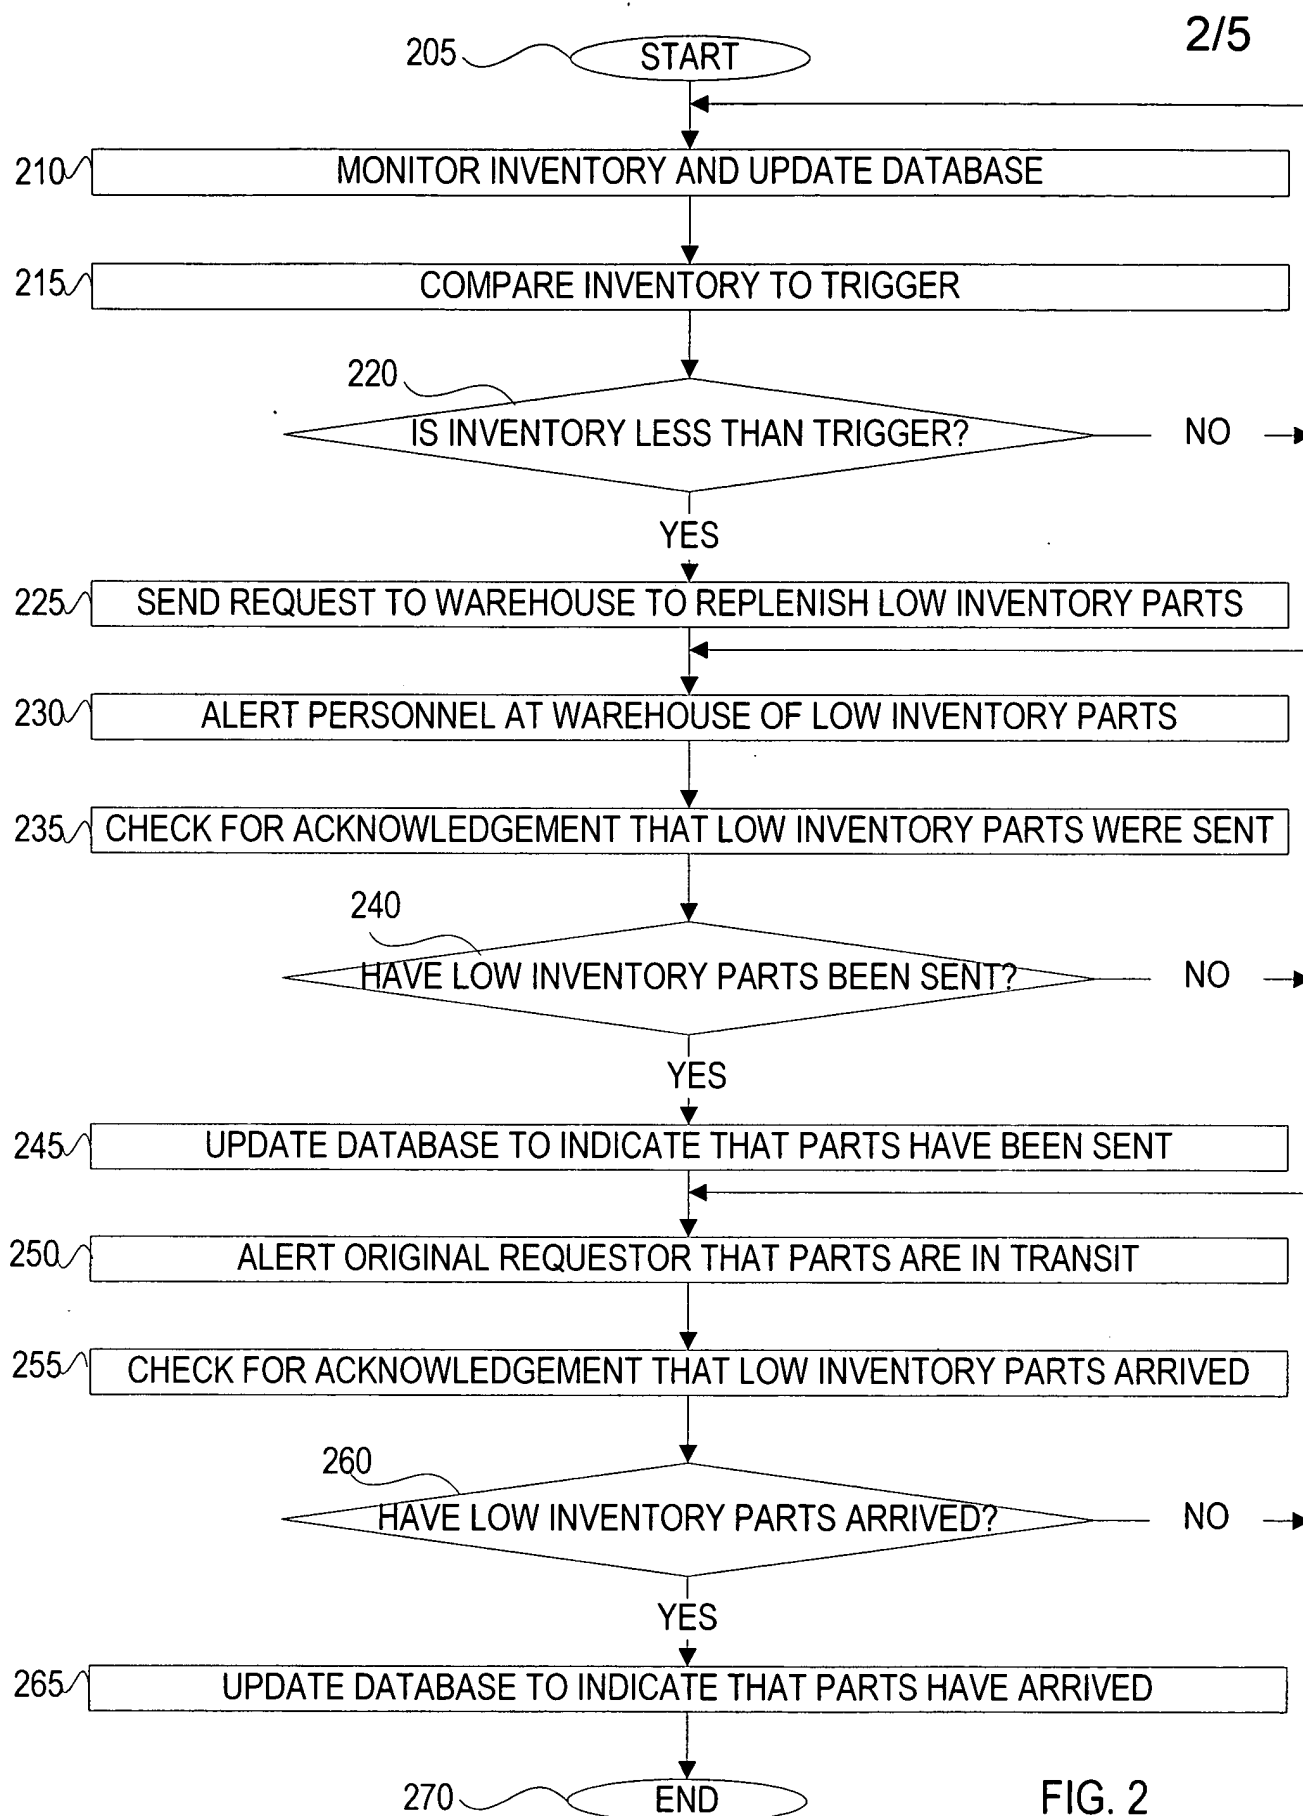 2/5
205 START
210 MONITOR INVENTORY AND UPDATE DATABASE
215 COMPARE INVENTORY TO TRIGGER
220
IS INVENTORY LESS THAN TRIGGER? NO
YES
225 SEND REQUEST TO WAREHOUSE TO REPLENISH LOW INVENTORY PARTS
230 ALERT PERSONNEL AT WAREHOUSE OF LOW INVENTORY PARTS
235 CHECK FOR ACKNOWLEDGEMENT THAT LOW INVENTORY PARTS WERE SENT
240
HAVE LOW INVENTORY PARTS BEEN SENT? NO
YES
245 UPDATE DATABASE TO INDICATE THAT PARTS HAVE BEEN SENT
250 ALERT ORIGINAL REQUESTOR THAT PARTS ARE IN TRANSIT
255 CHECK FOR ACKNOWLEDGEMENT THAT LOW INVENTORY PARTS ARRIVED
260
HAVE LOW INVENTORY PARTS ARRIVED? NO
YES
265 UPDATE DATABASE TO INDICATE THAT PARTS HAVE ARRIVED
270 END
FIG. 2